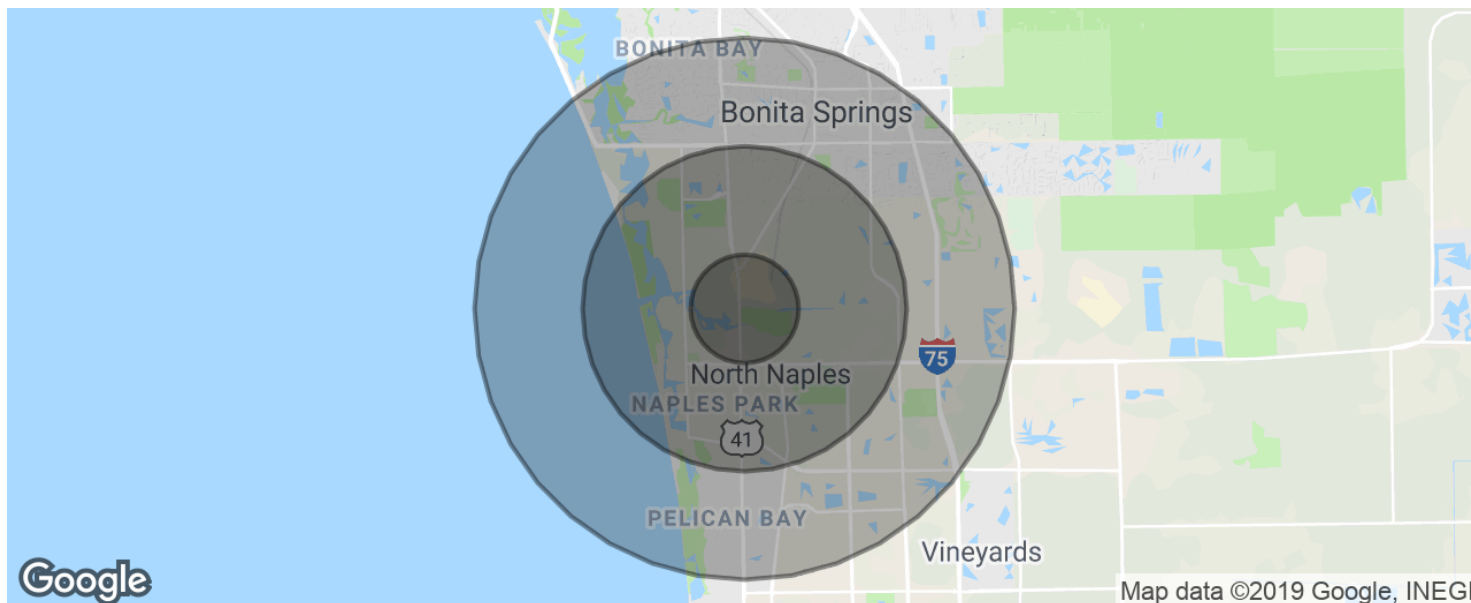 BONITA BAY
Bonita Springs
75
North Naples
NAPLES PARK
41
PELICAN BAY
Vineyards
Google
Map data ©2019 Google, INEGI